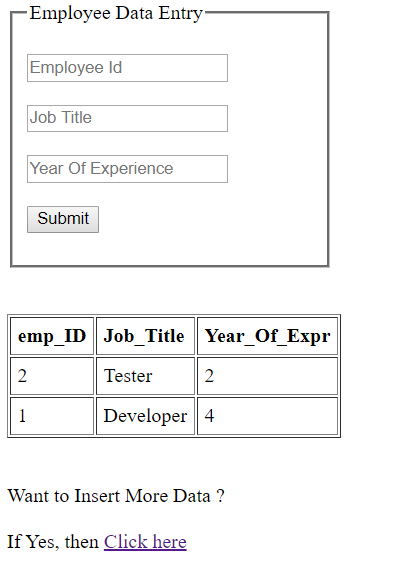 Employee Data Entry
Employee Id
Job Title
Year Of Experience
Submit
emp_ID Job_Title Year_Of_Expr
2 Tester 2
1 Developer 4
Want to Insert More Data ?
If Yes, then Click here